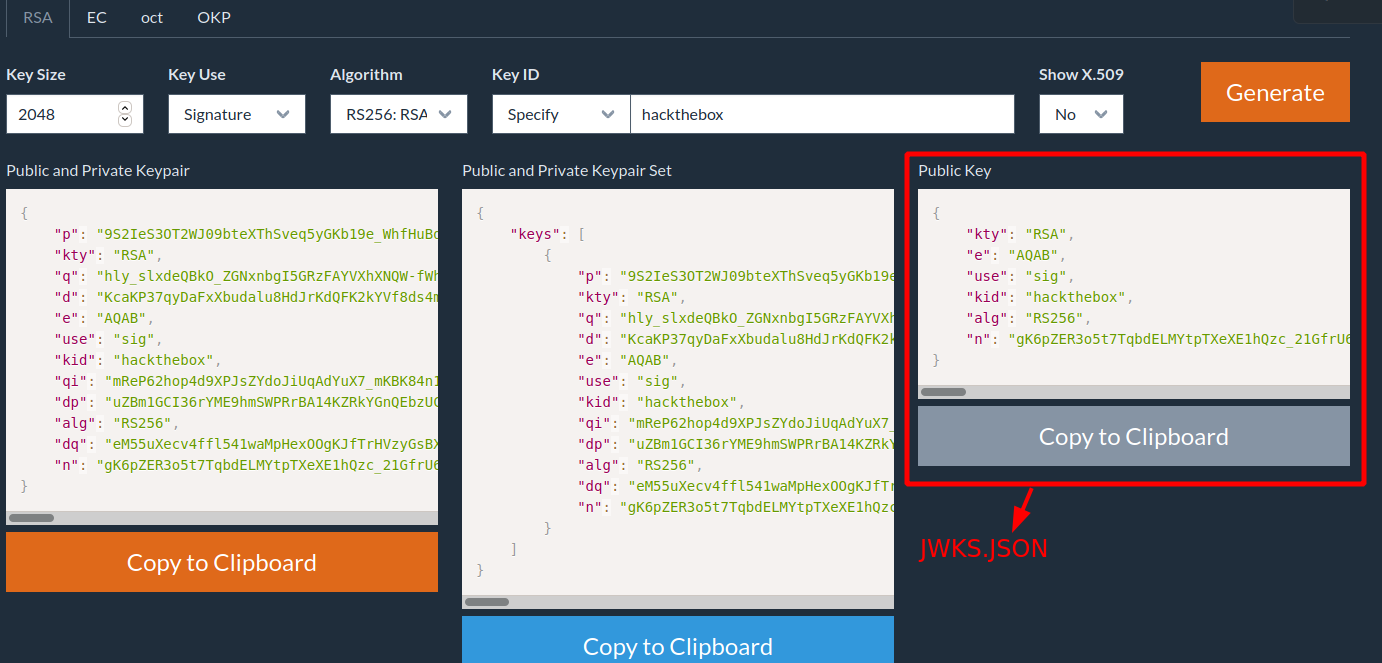 RSA EC oct OKP
Key Size Key Use Algorithm Key ID Show X.509
2048 Signature RS256: RSA Specify hackthebox No Generate
Public and Private Keypair
{
"p": "9S2IeS3OT2WJ09bteXThSveq5yGKb19e_WhfHuBo
"kty": "RSA",
"q": "hly_slxdeQBkO_ZGNxnbgI5GRzFAYVXhXNQW-fWh
"d": "KcaKP37qyDaFxXbudalu8HdJrKdQFK2kYVf8ds4m
"e": "AQAB",
"use": "sig",
"kid": "hackthebox",
"qi": "mReP62hop4d9XPJsZYdoJiUqAdYuX7_mKBK84n1
"dp": "uZBm1GCI36rYME9hmSWPRrBA14KZRkYGnQEbzUC
"alg": "RS256",
"dq": "eM55uXecv4ffl541waMpHexOOgKJfTrHVzyGsBX
"n": "gK6pZER3o5t7TqbdELMYtpTXeXE1hQzc_21GfrU6
}
Copy to Clipboard
Public and Private Keypair Set
{
"keys": [
{
"p": "9S2IeS3OT2WJ09bteXThSveq5yGKb19e
"kty": "RSA",
"q": "hly_slxdeQBkO_ZGNxnbgI5GRzFAYVXh
"d": "KcaKP37qyDaFxXbudalu8HdJrKdQFK2k
"e": "AQAB",
"use": "sig",
"kid": "hackthebox",
"qi": "mReP62hop4d9XPJsZYdoJiUqAdYuX7_
"dp": "uZBm1GCI36rYME9hmSWPRrBA14KZRkY
"alg": "RS256",
"dq": "eM55uXecv4ffl541waMpHexOOgKJfTr
"n": "gK6pZER3o5t7TqbdELMYtpTXeXE1hQzc
}
]
}
Copy to Clipboard
Public Key
{
"kty": "RSA",
"e": "AQAB",
"use": "sig",
"kid": "hackthebox",
"alg": "RS256",
"n": "gK6pZER3o5t7TqbdELMYtpTXeXE1hQzc_21GfrU6
}
Copy to Clipboard
JWKS.JSON